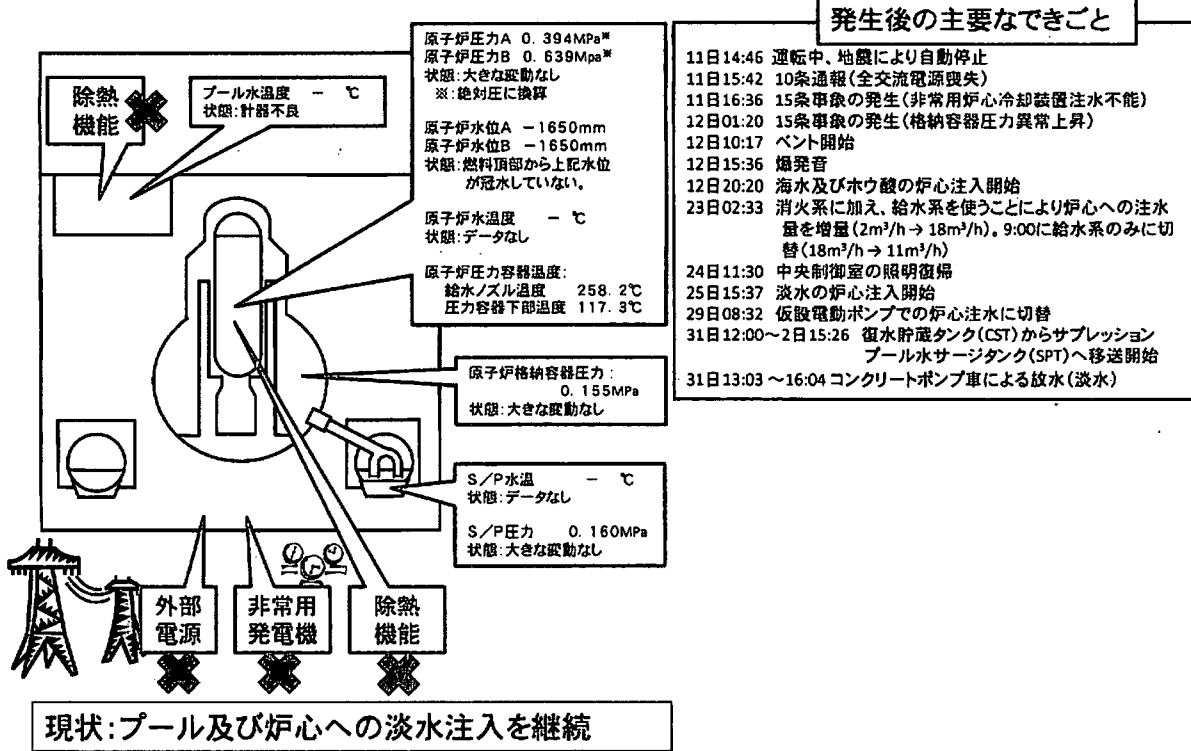 発生後の主要なできごと
11日14:46 運転中、地震により自動停止
11日15:42 10条通報(全交流電源喪失)
11日16:36 15条事象の発生(非常用炉心冷却装置注水不能)
12日01:20 15条事象の発生(格納容器圧力異常上昇)
12日10:17 ベント開始
12日15:36 爆発音
12日20:20 海水及びホウ酸の炉心注入開始
23日02:33 消火系に加え、給水系を使うことにより炉心への注水
量を増量(2m³/h → 18m³/h)。9:00に給水系のみに切
替(18m³/h → 11m³/h)
24日11:30 中央制御室の照明復帰
25日15:37 淡水の炉心注入開始
29日08:32 仮設電動ポンプでの炉心注水に切替
31日12:00～2日15:26 復水貯蔵タンク(CST)からサプレッション
プール水サージタンク(SPT)へ移送開始
31日13:03 ～16:04 コンクリートポンプ車による放水(淡水)
除熱
機能
プール水温度 － ℃
状態:計器不良
原子炉圧力A 0.394MPa※
原子炉圧力B 0.639Mpa※
状態:大きな変動なし
※:絶対圧に換算
原子炉水位A －1650mm
原子炉水位B －1650mm
状態:燃料頂部から上記水位
が冠水していない。
原子炉水温度 － ℃
状態:データなし
原子炉圧力容器温度:
給水ノズル温度 258.2℃
圧力容器下部温度 117.3℃
原子炉格納容器圧力:
0.155MPa
状態:大きな変動なし
S/P水温 － ℃
状態:データなし
S/P圧力 0.160MPa
状態:大きな変動なし
外部
電源
非常用
発電機
除熱
機能
現状:プール及び炉心への淡水注入を継続